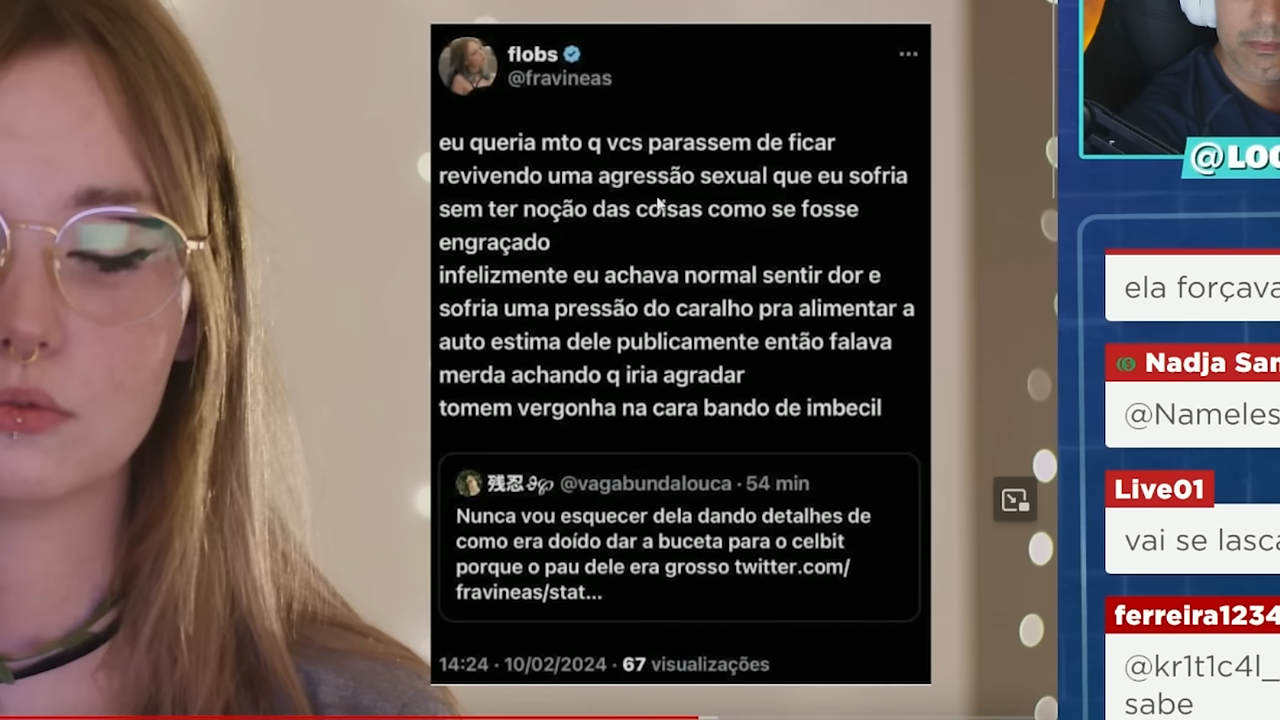 flobs
@fravineas
eu queria mto q vcs parassem de ficar
revivendo uma agressão sexual que eu sofria
sem ter noção das coisas como se fosse
engraçado
infelizmente eu achava normal sentir dor e
sofria uma pressão do caralho pra alimentar a
auto estima dele publicamente então falava
merda achando q iria agradar
tomem vergonha na cara bando de imbecil
残忍 @vagabundalouca · 54 min
Nunca vou esquecer dela dando detalhes de
como era doído dar a buceta para o celbit
porque o pau dele era grosso twitter.com/
fravineas/stat...
14:24 · 10/02/2024 · 67 visualizações
@LOO
ela forçava
Nadja San
@Nameles
Live01
vai se lasca
ferreira1234
@kr1t1c4l_
sabe